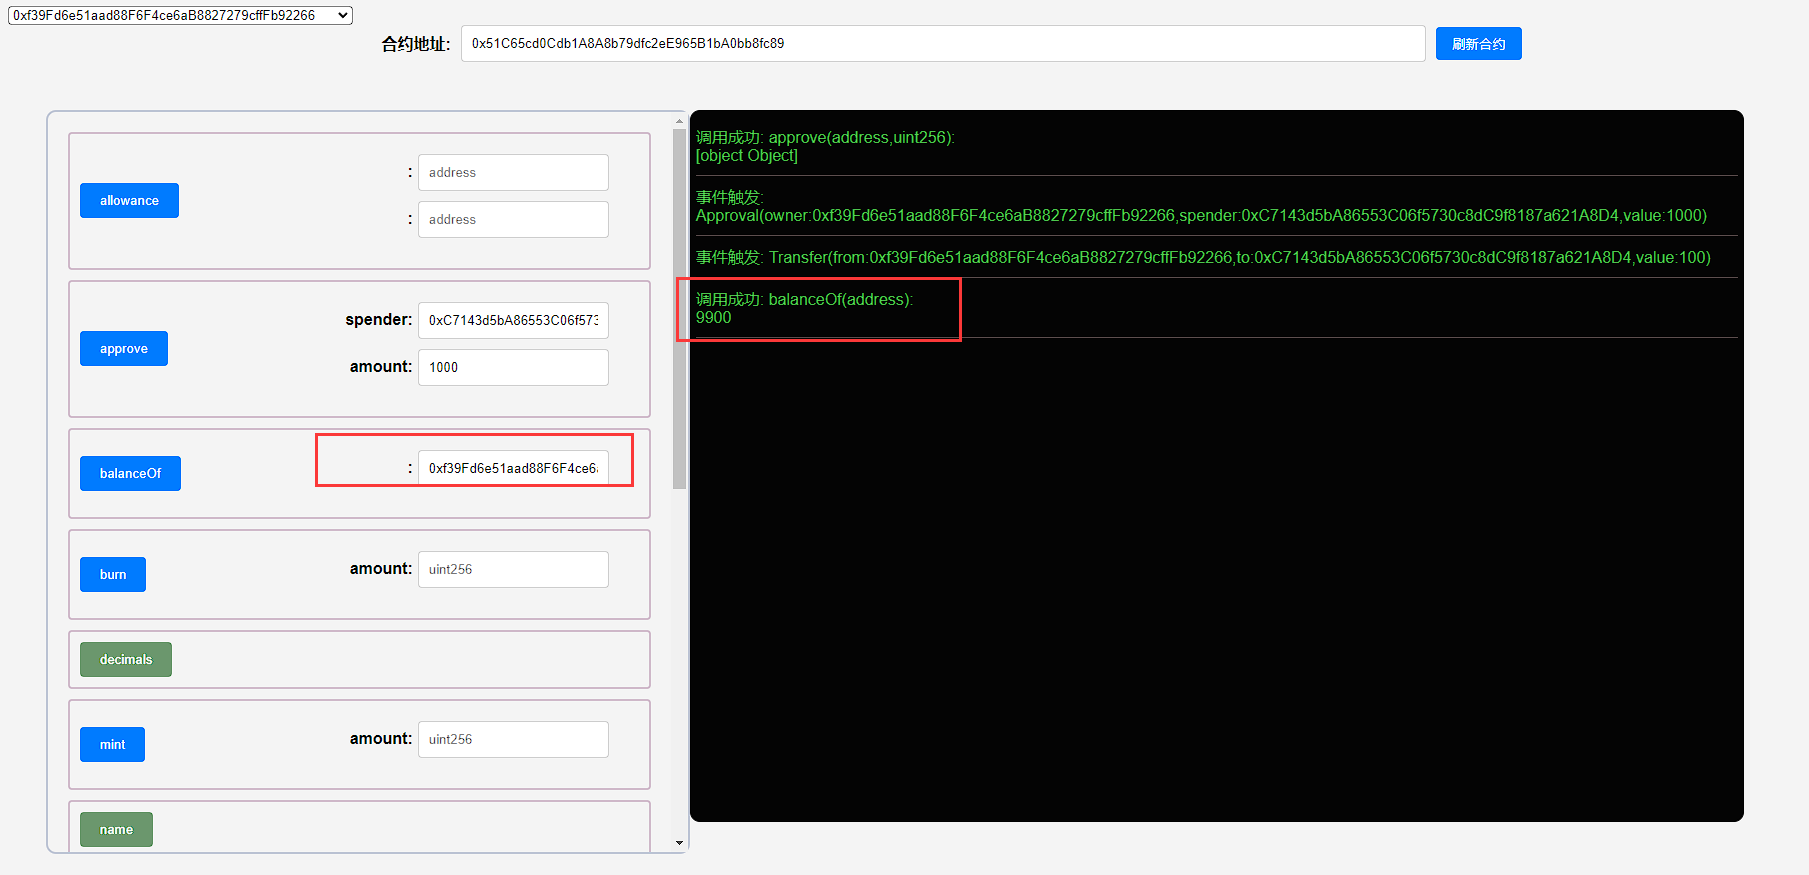 0xf39Fd6e51aad88F6F4ce6aB8827279cffFb92266
合约地址: 0x51C65cd0Cdb1A8A8b79dfc2eE965B1bA0bb8fc89 刷新合约
: address
allowance
: address
spender: 0xC7143d5bA86553C06f573
approve
amount: 1000
balanceOf : 0xf39Fd6e51aad88F6F4ce6a
burn amount: uint256
decimals
mint amount: uint256
name
调用成功: approve(address,uint256):
[object Object]
事件触发:
Approval(owner:0xf39Fd6e51aad88F6F4ce6aB8827279cffFb92266,spender:0xC7143d5bA86553C06f5730c8dC9f8187a621A8D4,value:1000)
事件触发: Transfer(from:0xf39Fd6e51aad88F6F4ce6aB8827279cffFb92266,to:0xC7143d5bA86553C06f5730c8dC9f8187a621A8D4,value:100)
调用成功: balanceOf(address):
9900